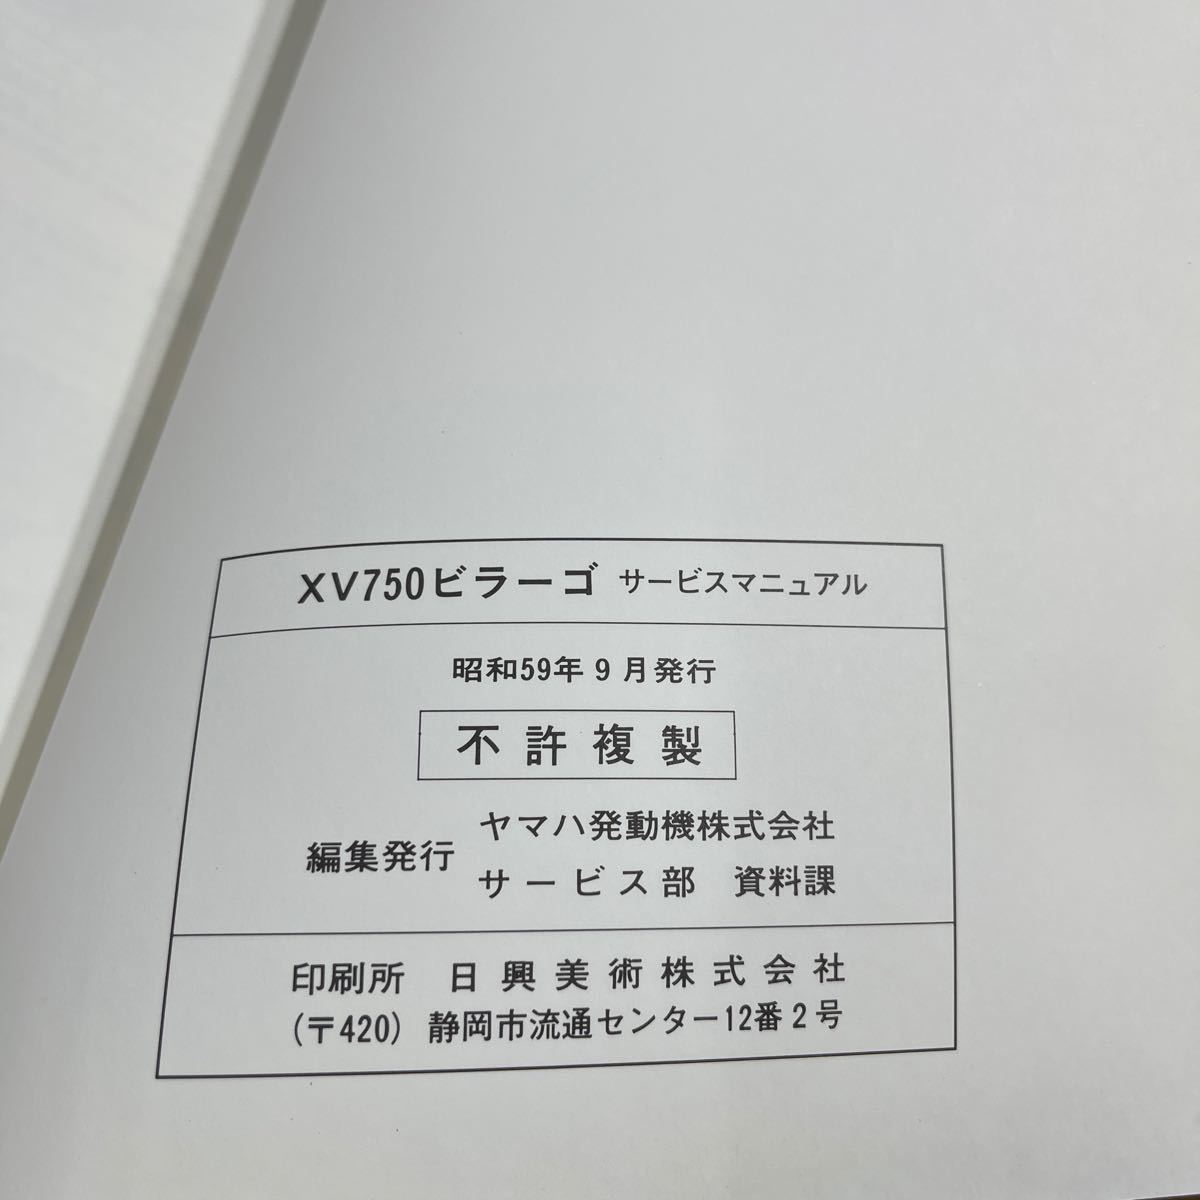 XV750ビラーゴ サービスマニュアル
昭和59年9月発行
不許複製
編集発行 ヤマハ発動機株式会社
サービス部 資料課
印刷所 日興美術株式会社
(〒420) 静岡市流通センター12番2号